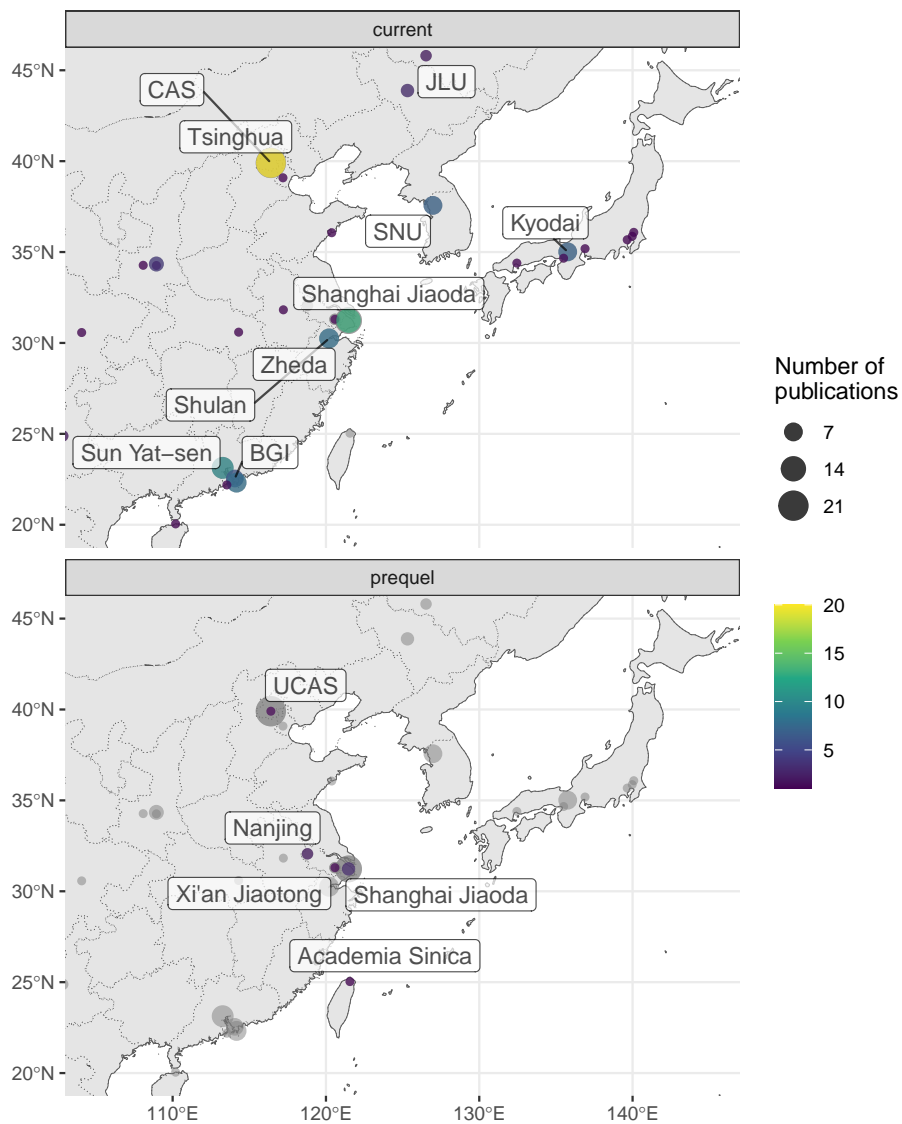 current
45°N
40°N
35°N
30°N
25°N
20°N
CAS
JLU
Tsinghua
SNU
Kyodai
Shanghai Jiaoda
Zheda
Shulan
Sun Yat−sen
BGI
prequel
45°N
40°N
35°N
30°N
25°N
20°N
UCAS
Nanjing
Xi'an Jiaotong
Shanghai Jiaoda
Academia Sinica
110°E
120°E
130°E
140°E
Number of
publications
7
14
21
20
15
10
5